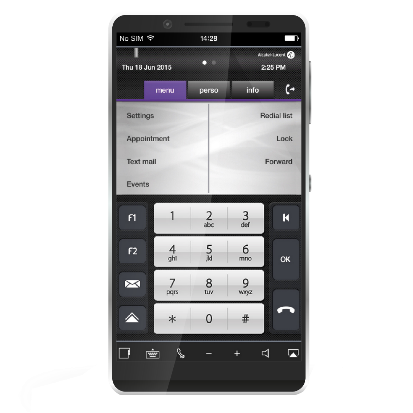 No SIM 14:28
Alcatel-Lucent
Thu 18 Jun 2015 2:25 PM
menu perso info
Settings Redial list
Appointment Lock
Text mail Forward
Events
F1 1 2 abc 3 def
F2 4 ghi 5 jkl 6 mno OK
7 pqrs 8 tuv 9 wxyz
* 0 #